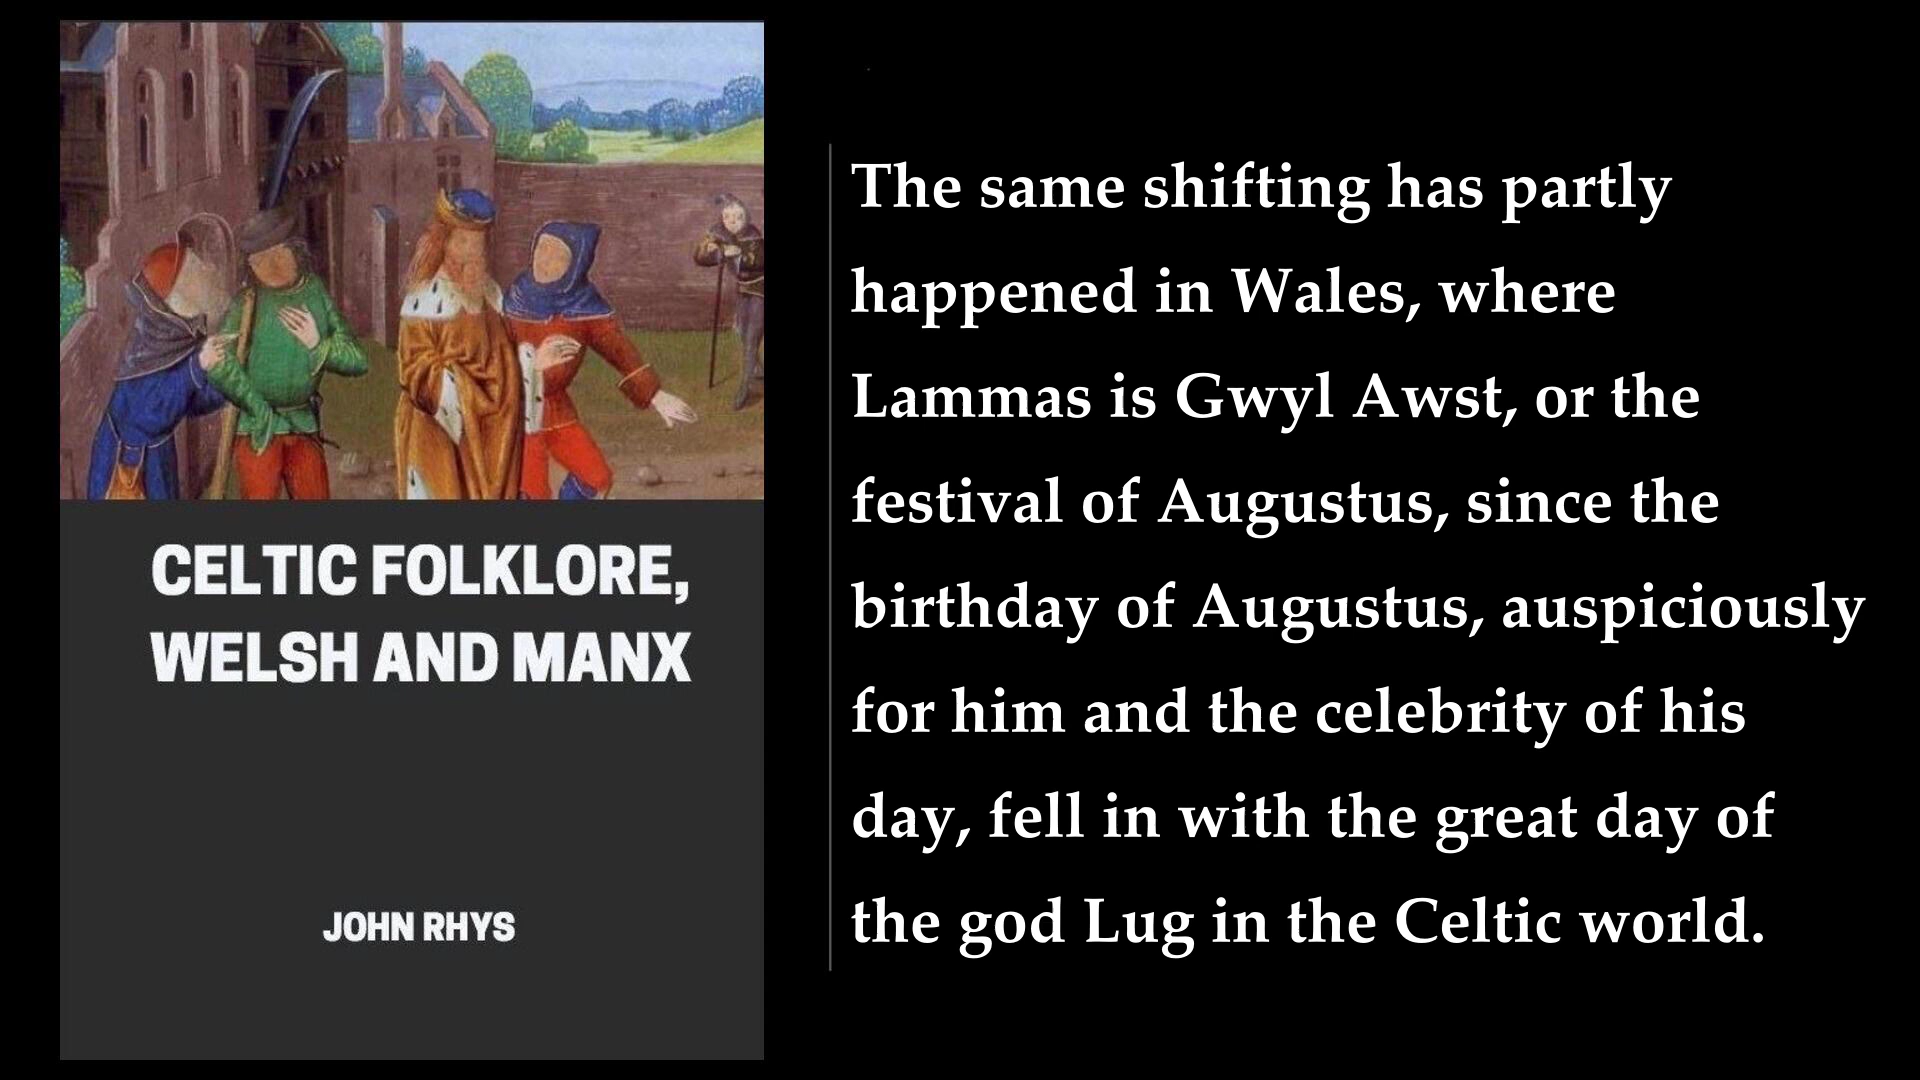 CELTIC FOLKLORE,
WELSH AND MANX
JOHN RHYS
The same shifting has partly
happened in Wales, where
Lammas is Gwyl Awst, or the
festival of Augustus, since the
birthday of Augustus, auspiciously
for him and the celebrity of his
day, fell in with the great day of
the god Lug in the Celtic world.